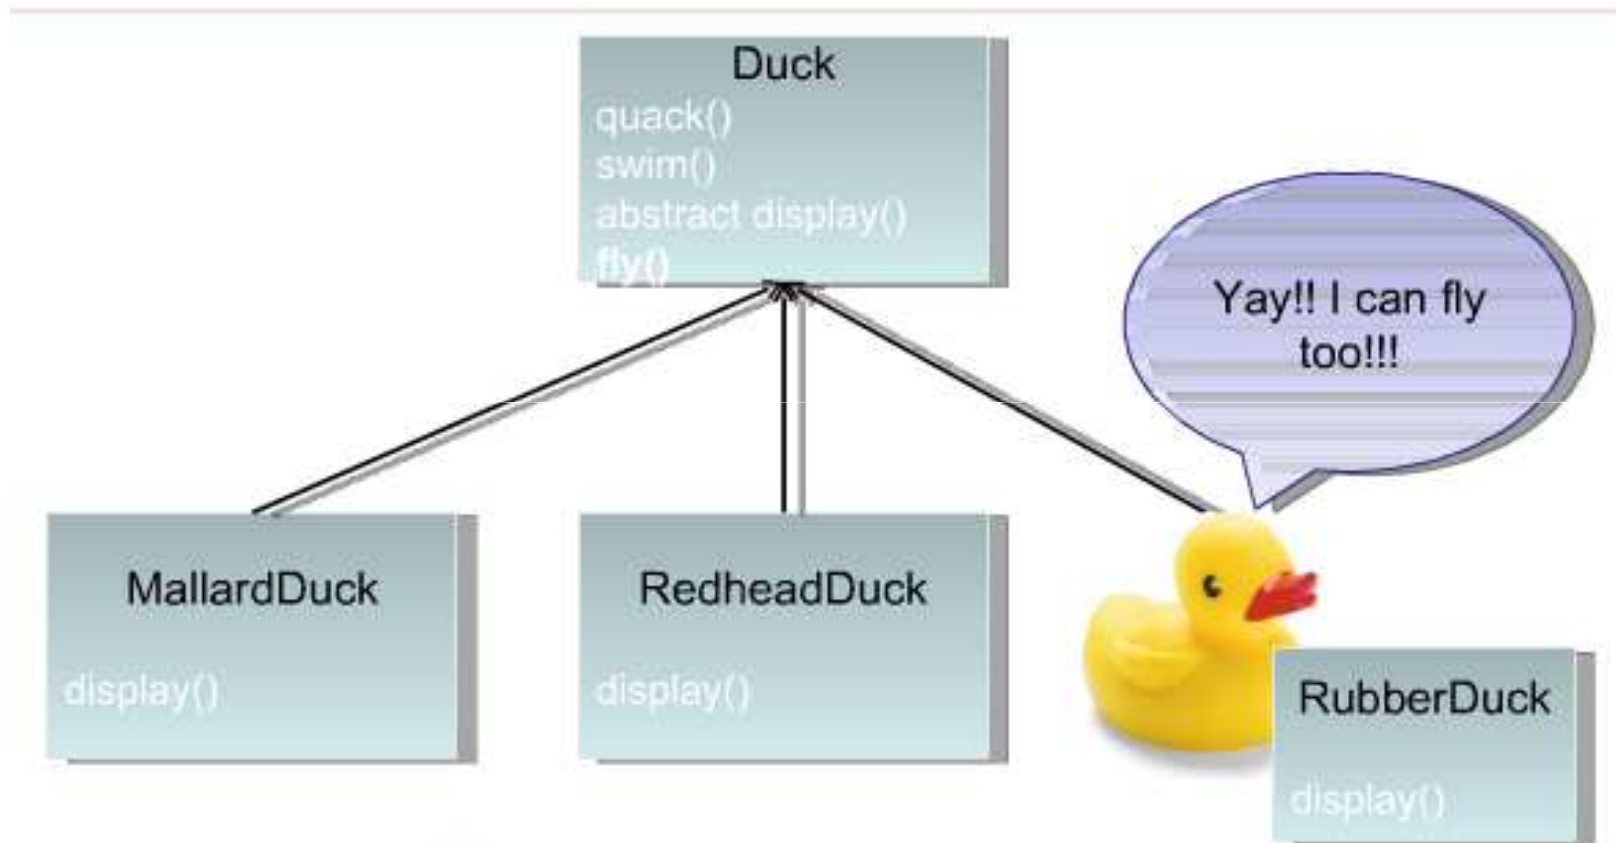 Duck
quack()
swim()
abstract display()
fly()
Yay!! I can fly
too!!!
MallardDuck
display()
RedheadDuck
display()
RubberDuck
display()